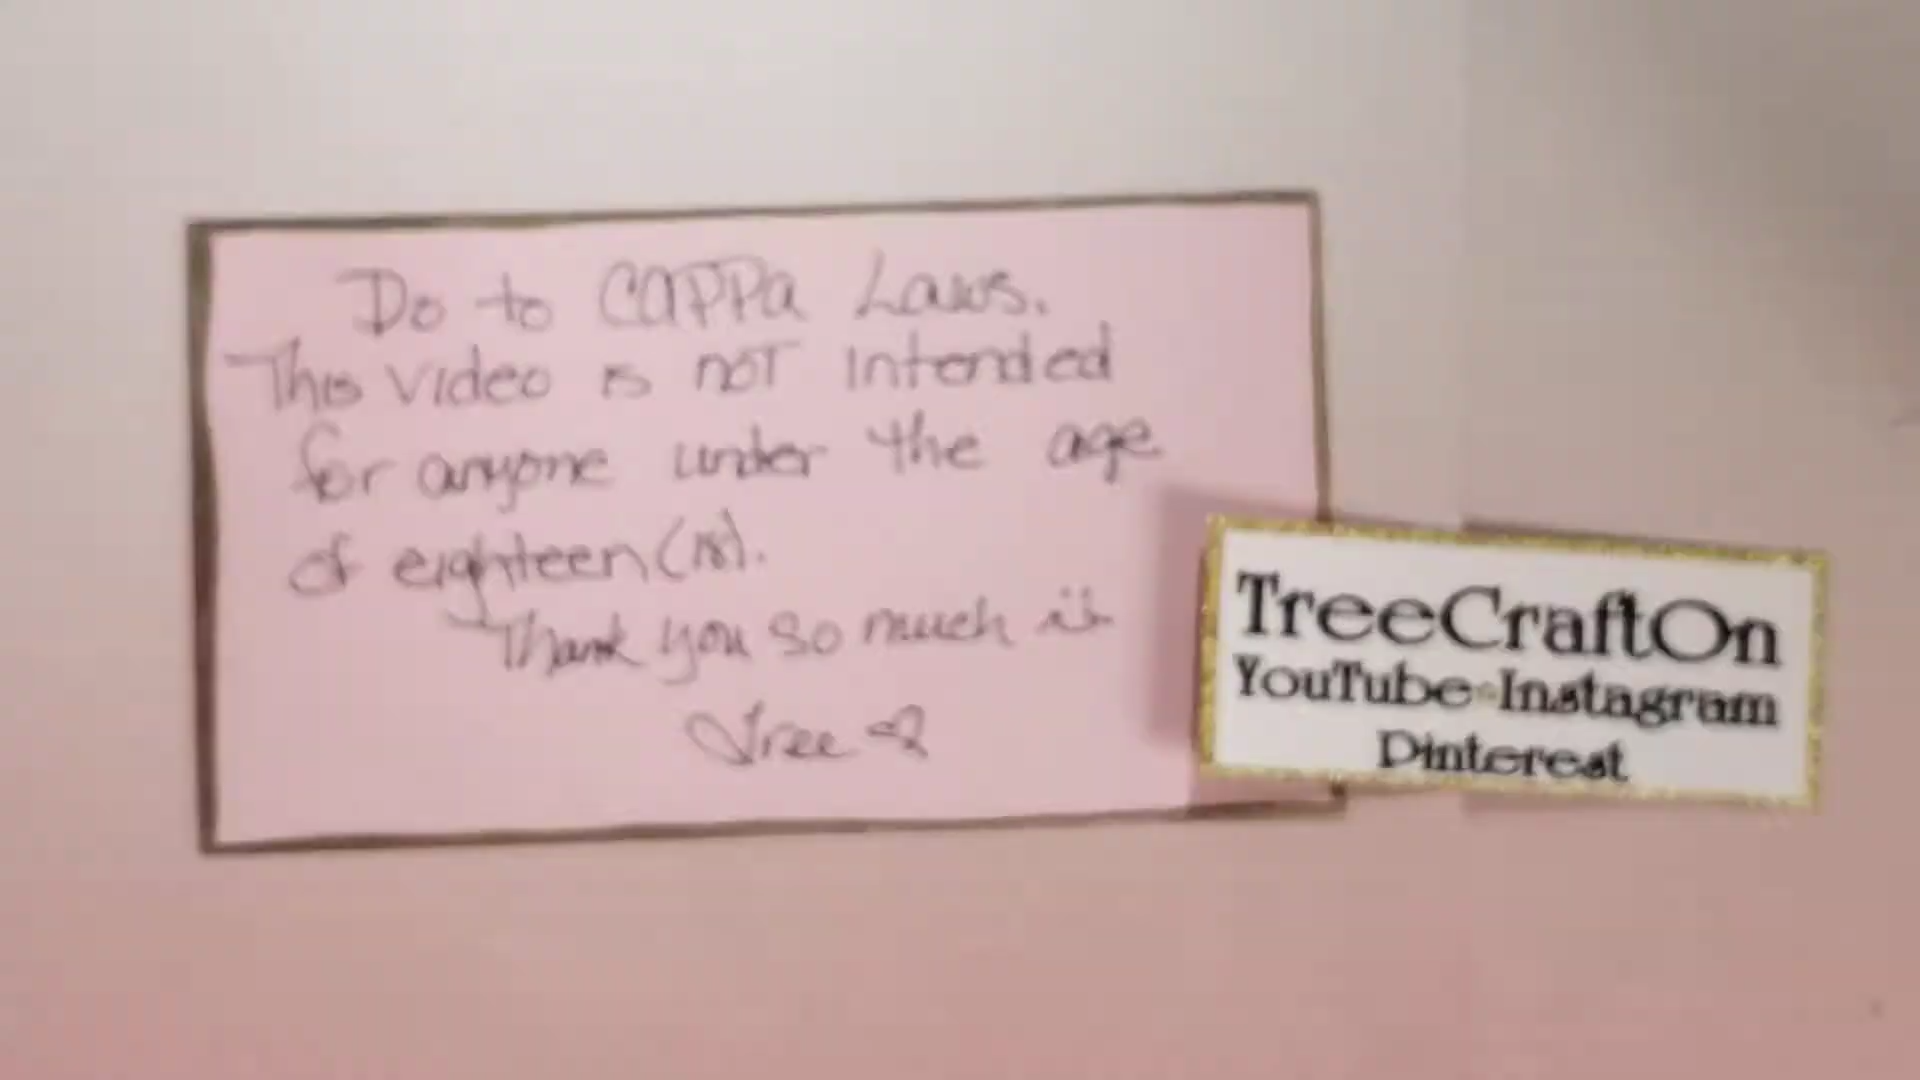 Do to CAPPA Laws.
This video is NOT intended
for anyone under the age
of eighteen (18).
Thank you so much
Tree
TreeCraftOn
YouTube Instagram
Pinterest